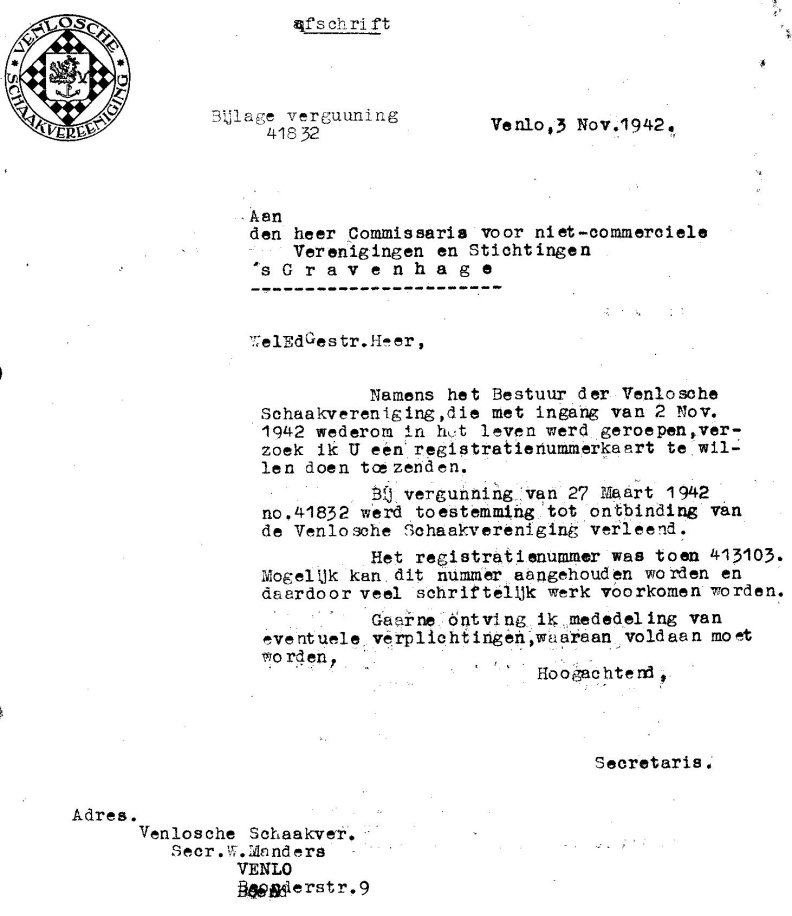 afschrift
VENLOSCHE
SCHAAKVEREENIGING
Bijlage verguuning
41832
Venlo,3 Nov.1942.
Aan
den heer Commissaris voor niet-commerciele
Verenigingen en Stichtingen
's G r a v e n h a g e
------------------------
WelEdGestr.Heer,
Namens het Bestuur der Venlosche
Schaakvereniging,die met ingang van 2 Nov.
1942 wederom in het leven werd geroepen,ver-
zoek ik U een registratienummerkaart te wil-
len doen toezenden.
Bij vergunning van 27 Maart 1942
no.41832 werd toestemming tot ontbinding van
de Venlosche Schaakvereniging verleend.
Het registratienummer was toen 413103.
Mogelijk kan dit nummer aangehouden worden en
daardoor veel schriftelijk werk voorkomen worden.
Gaarne ontving ik mededeling van
eventuele verplichtingen,waaraan voldaan moet
worden,
Hoogachtend,
Secretaris.
Adres.
Venlosche Schaakver.
Secr.W.Manders
VENLO
9